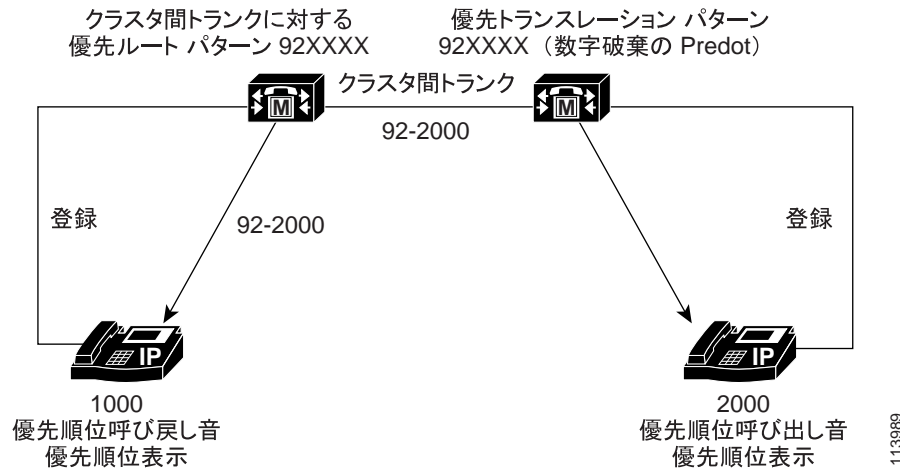 クラスタ間トランクに対する
優先ルート パターン 92XXXX
優先トランスレーション パターン
92XXXX（数字破棄の Predot）
クラスタ間トランク
M
M
92-2000
登録
92-2000
登録
IP
IP
1000
優先順位呼び戻し音
優先順位表示
2000
優先順位呼び出し音
優先順位表示
113989